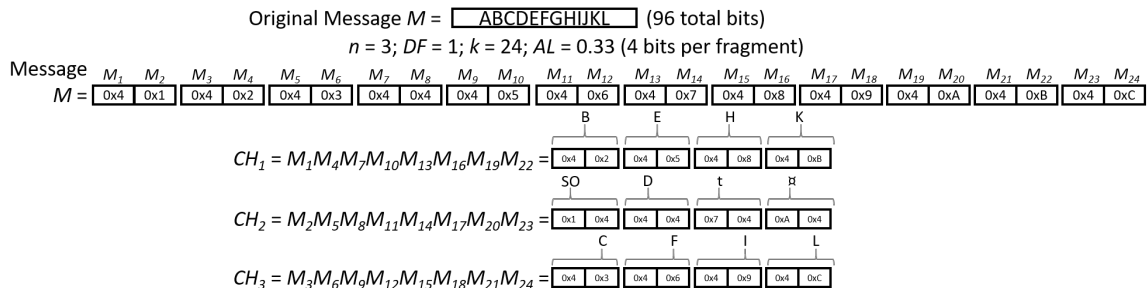 Original Message M = ABCDEFGHIJKL (96 total bits)
n = 3; DF = 1; k = 24; AL = 0.33 (4 bits per fragment)
Message M1 M2 M3 M4 M5 M6 M7 M8 M9 M10 M11 M12 M13 M14 M15 M16 M17 M18 M19 M20 M21 M22 M23 M24
M = 0x4 0x1 0x4 0x2 0x4 0x3 0x4 0x4 0x4 0x5 0x4 0x6 0x4 0x7 0x4 0x8 0x4 0x9 0x4 0xA 0x4 0xB 0x4 0xC
B E H K
CH1 = M1M4M7M10M13M16M19M22 = 0x4 0x2 0x4 0x5 0x4 0x8 0x4 0xB
SO D t ¤
CH2 = M2M5M8M11M14M17M20M23 = 0x1 0x4 0x4 0x4 0x7 0x4 0xA 0x4
C F I L
CH3 = M3M6M9M12M15M18M21M24 = 0x4 0x3 0x4 0x6 0x4 0x9 0x4 0xC